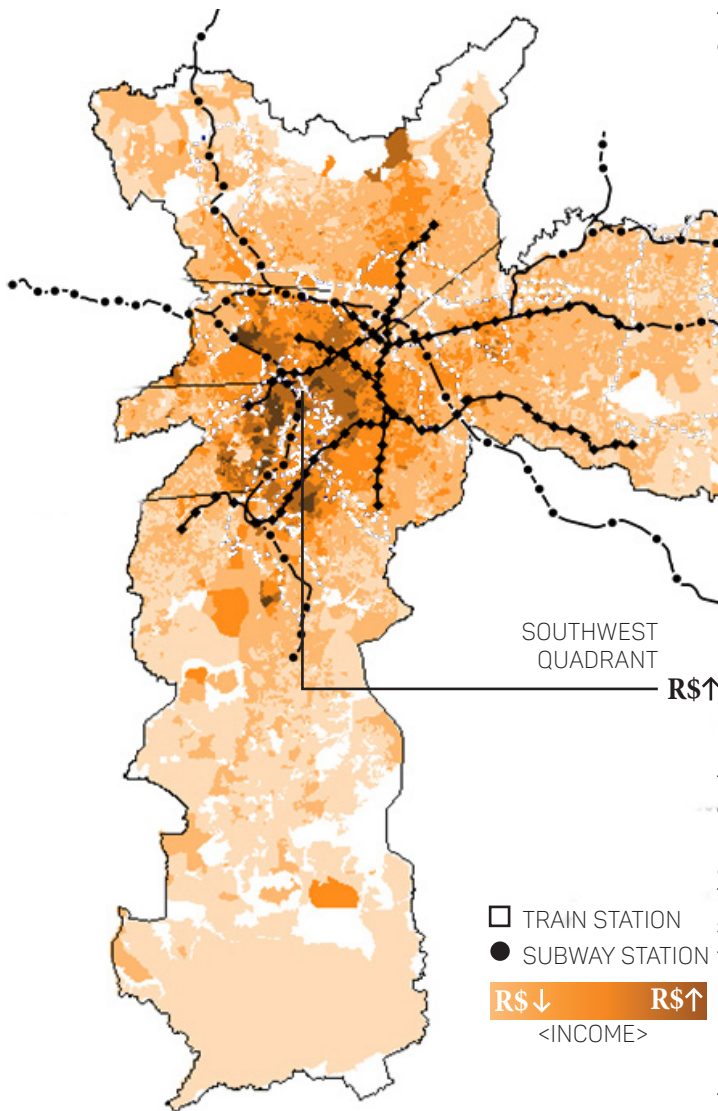 SOUTHWEST
QUADRANT
R$↑
TRAIN STATION
SUBWAY STATION
R$↓ R$↑
<INCOME>